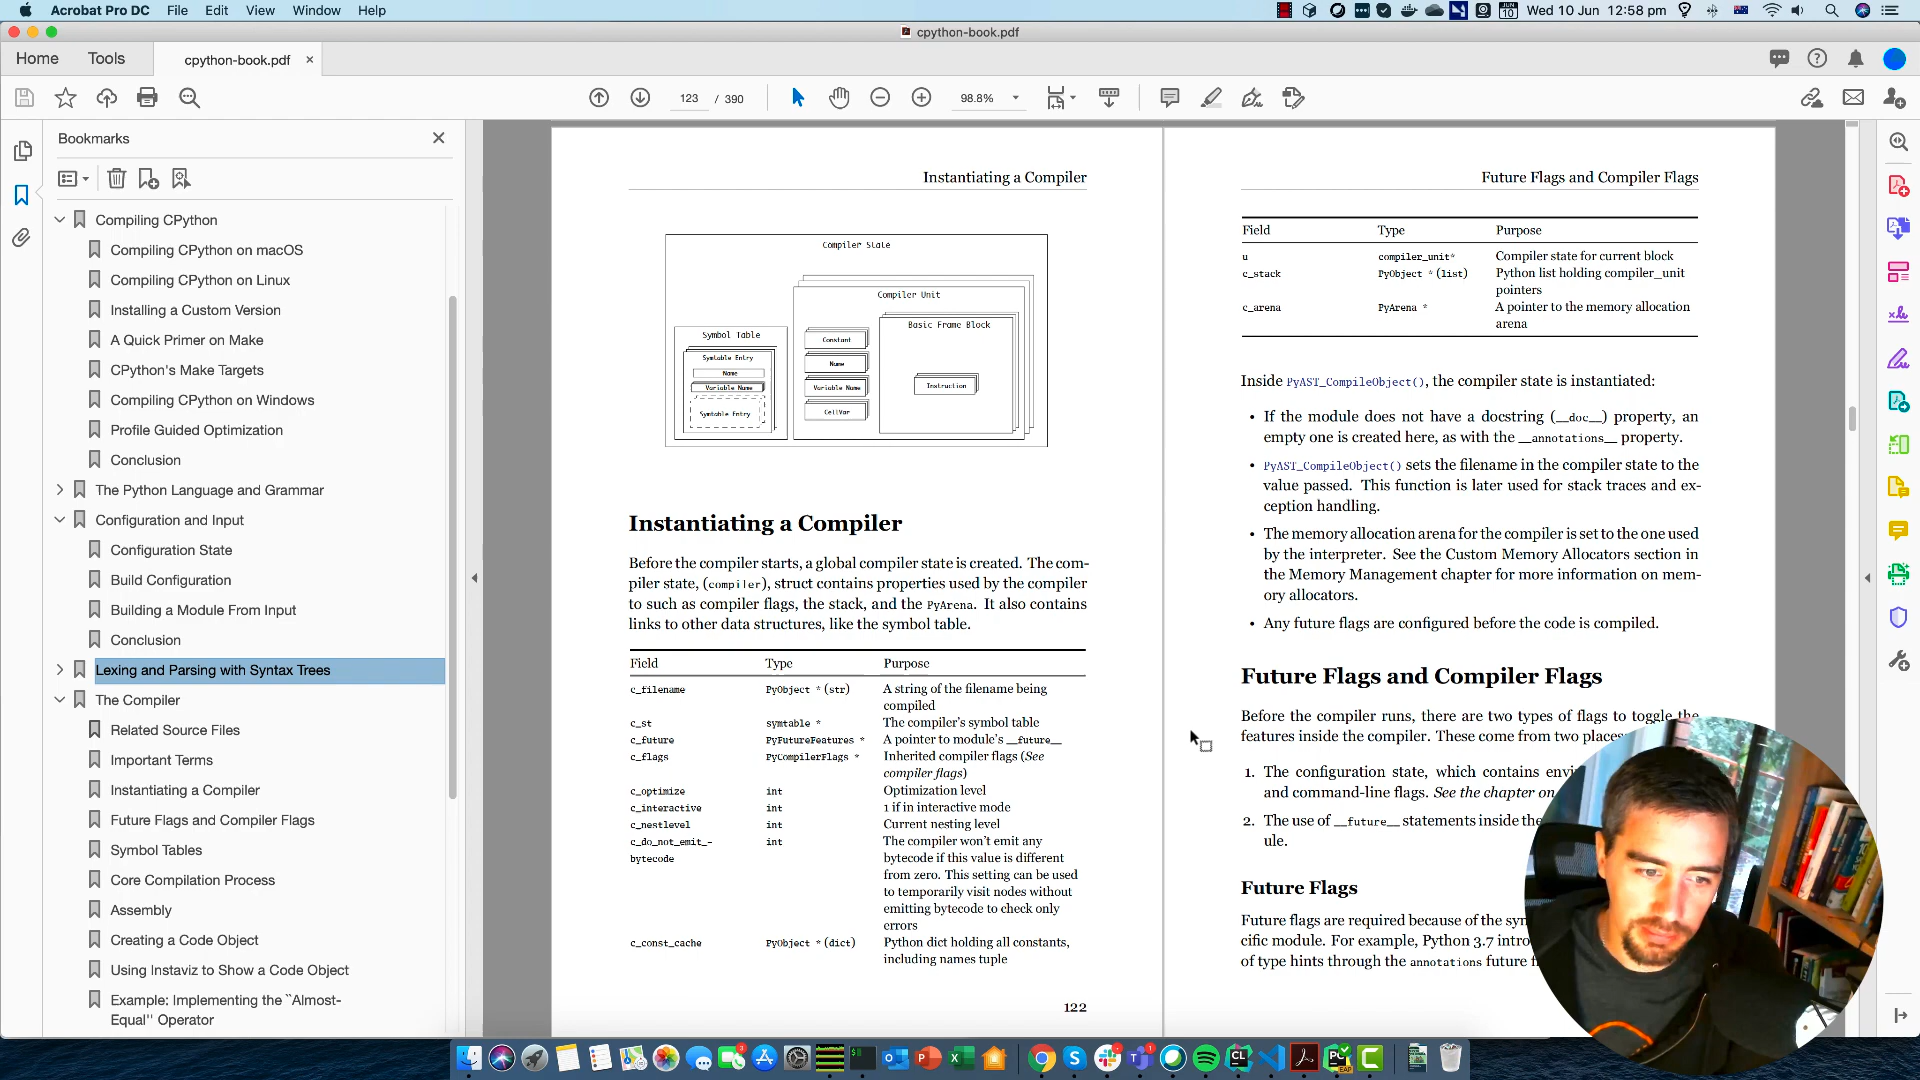 Acrobat Pro DC File Edit View Window Help
JUN 10 Wed 10 Jun 12:58 pm
cpython-book.pdf
Home Tools cpython-book.pdf ×
123 / 390 98.8%
Bookmarks
Compiling CPython
Compiling CPython on macOS
Compiling CPython on Linux
Installing a Custom Version
A Quick Primer on Make
CPython's Make Targets
Compiling CPython on Windows
Profile Guided Optimization
Conclusion
The Python Language and Grammar
Configuration and Input
Configuration State
Build Configuration
Building a Module From Input
Conclusion
Lexing and Parsing with Syntax Trees
The Compiler
Related Source Files
Important Terms
Instantiating a Compiler
Future Flags and Compiler Flags
Symbol Tables
Core Compilation Process
Assembly
Creating a Code Object
Using Instaviz to Show a Code Object
Example: Implementing the ``Almost-
Equal'' Operator
Instantiating a Compiler
Compiler State
Compiler Unit
Basic Frame Block
Symbol Table
Symtable Entry
Name
Variable Name
Symtable Entry
Constant
Name
Variable Name
CellVar
Instruction
Instantiating a Compiler
Before the compiler starts, a global compiler state is created. The com-
piler state, (compiler), struct contains properties used by the compiler
to such as compiler flags, the stack, and the PyArena. It also contains
links to other data structures, like the symbol table.
Field Type Purpose
c_filename PyObject * (str) A string of the filename being
compiled
c_st symtable * The compiler's symbol table
c_future PyFutureFeatures * A pointer to module's __future__
c_flags PyCompilerFlags * Inherited compiler flags (See
compiler flags)
c_optimize int Optimization level
c_interactive int 1 if in interactive mode
c_nestlevel int Current nesting level
c_do_not_emit_- int The compiler won't emit any
bytecode bytecode if this value is different
from zero. This setting can be used
to temporarily visit nodes without
emitting bytecode to check only
errors
c_const_cache PyObject * (dict) Python dict holding all constants,
including names tuple
122
Future Flags and Compiler Flags
Field Type Purpose
u compiler_unit* Compiler state for current block
c_stack PyObject * (list) Python list holding compiler_unit
pointers
c_arena PyArena * A pointer to the memory allocation
arena
Inside PyAST_CompileObject(), the compiler state is instantiated:
• If the module does not have a docstring (__doc__) property, an
empty one is created here, as with the __annotations__ property.
• PyAST_CompileObject() sets the filename in the compiler state to the
value passed. This function is later used for stack traces and ex-
ception handling.
• The memory allocation arena for the compiler is set to the one used
by the interpreter. See the Custom Memory Allocators section in
the Memory Management chapter for more information on mem-
ory allocators.
• Any future flags are configured before the code is compiled.
Future Flags and Compiler Flags
Before the compiler runs, there are two types of flags to toggle the
features inside the compiler. These come from two
1. The configuration state, which contains
and command-line flags. See the chapter on
2. The use of __future__ statements inside the
ule.
Future Flags
Future flags are required because of the
cific module. For example, Python 3.7
of type hints through the annotations future